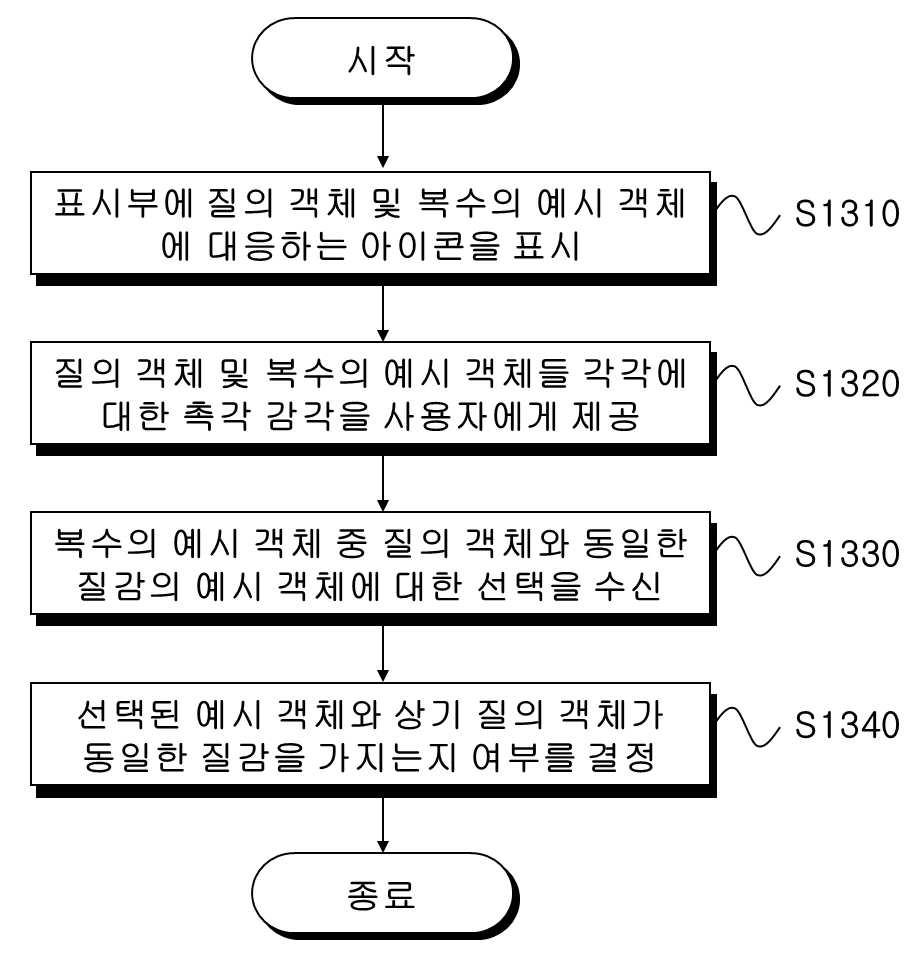 시작
표시부에 질의 객체 및 복수의 예시 객체
에 대응하는 아이콘을 표시
S1310
질의 객체 및 복수의 예시 객체들 각각에
대한 촉각 감각을 사용자에게 제공
S1320
복수의 예시 객체 중 질의 객체와 동일한
질감의 예시 객체에 대한 선택을 수신
S1330
선택된 예시 객체와 상기 질의 객체가
동일한 질감을 가지는지 여부를 결정
S1340
종료